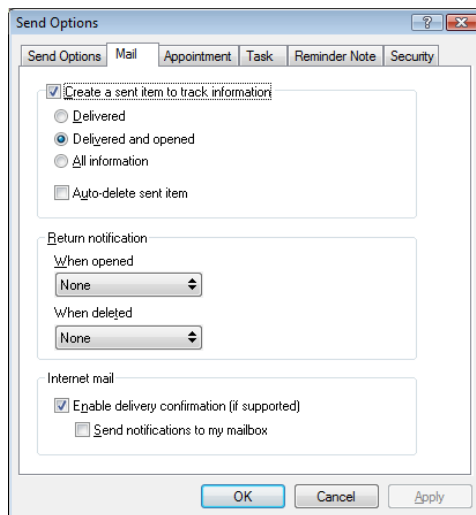 Send Options
Send Options Mail Appointment Task Reminder Note Security
Create a sent item to track information
Delivered
Delivered and opened
All information
Auto-delete sent item
Return notification
When opened
None
When deleted
None
Internet mail
Enable delivery confirmation (if supported)
Send notifications to my mailbox
OK Cancel Apply